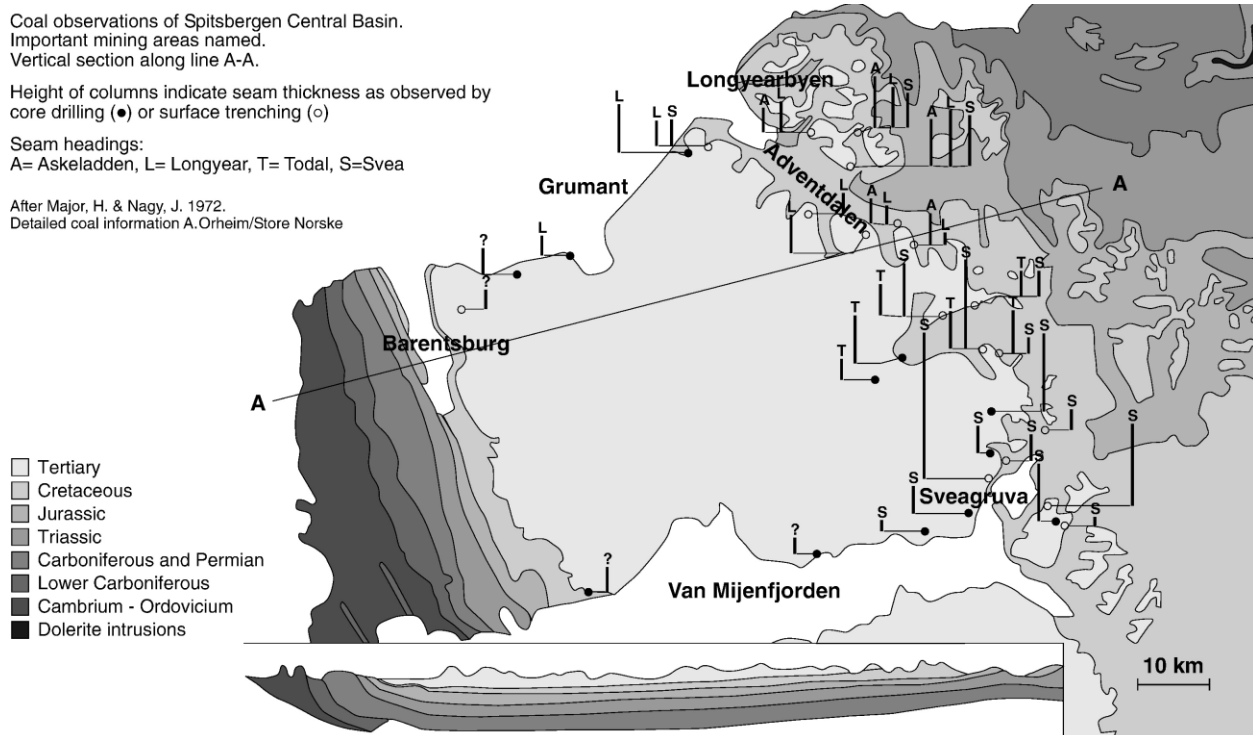 Coal observations of Spitsbergen Central Basin.
Important mining areas named.
Vertical section along line A-A.
Height of columns indicate seam thickness as observed by
core drilling (●) or surface trenching (○)
Seam headings:
A= Askeladden, L= Longyear, T= Todal, S=Svea
After Major, H. & Nagy, J. 1972.
Detailed coal information A.Orheim/Store Norske
Longyearbyen
A L S
L
L S
A L
A L S
Grumant
Adventdalen
A
L
L A L
A
L
?
L
?
S
S
T S
T
T
T
T
S
S
S
Barentsburg
T
A
S
S
S
S
S
S
Tertiary
Cretaceous
Jurassic
Triassic
Carboniferous and Permian
Lower Carboniferous
Cambrium - Ordovicium
Dolerite intrusions
S
Sveagruva
S
S
?
?
Van Mijenfjorden
10 km